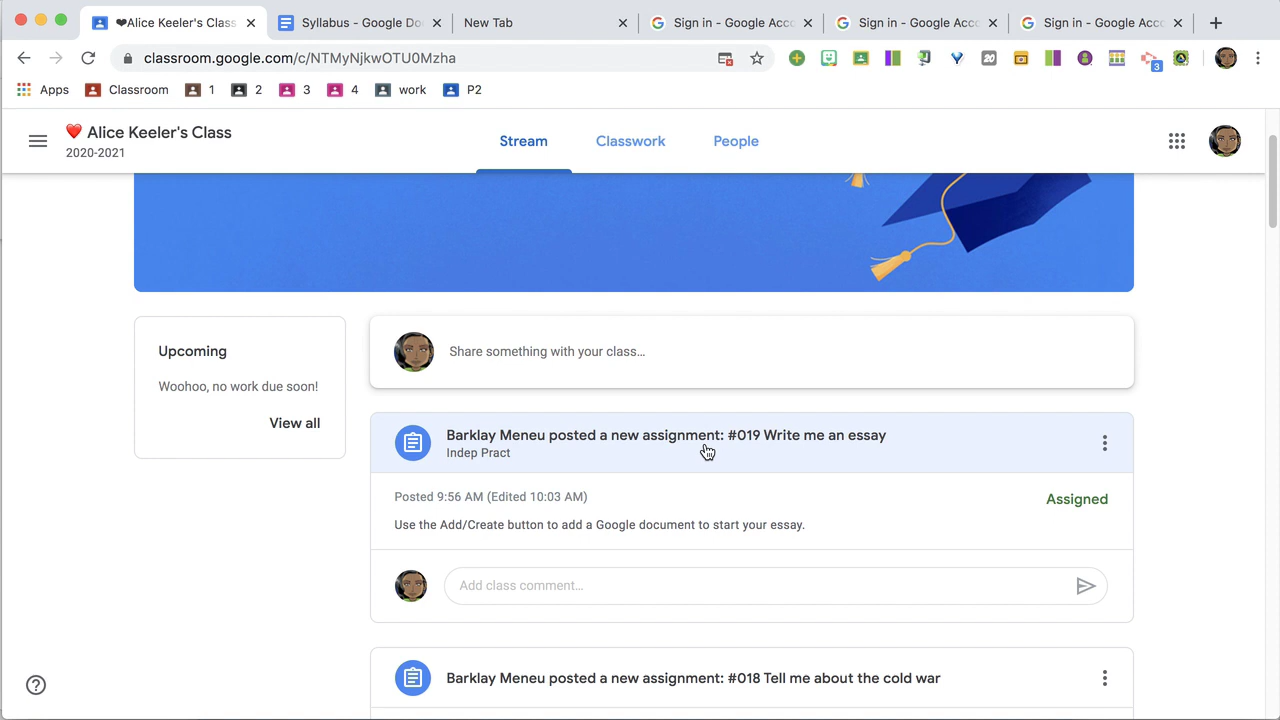 ❤Alice Keeler's Class
Syllabus - Google Do
New Tab
Sign in - Google Acc
Sign in - Google Acc
Sign in - Google Acc
classroom.google.com/c/NTMyNjkwOTU0Mzha
20
3
Apps
Classroom
1
2
3
4
work
P2
❤️ Alice Keeler's Class
2020-2021
Stream
Classwork
People
Upcoming
Woohoo, no work due soon!
View all
Share something with your class...
Barklay Meneu posted a new assignment: #019 Write me an essay
Indep Pract
Posted 9:56 AM (Edited 10:03 AM)
Assigned
Use the Add/Create button to add a Google document to start your essay.
Add class comment...
Barklay Meneu posted a new assignment: #018 Tell me about the cold war